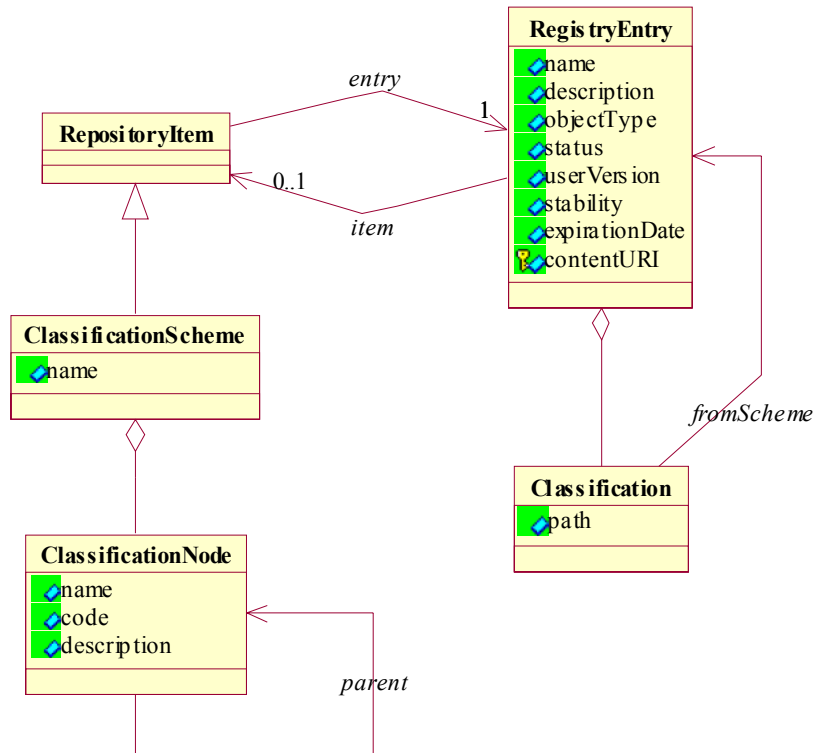 RegistryEntry
name
description
objectType
status
userVersion
stability
expirationDate
contentURI
entry
1
RepositoryItem
0..1
item
ClassificationScheme
name
fromScheme
Classification
path
ClassificationNode
name
code
description
parent